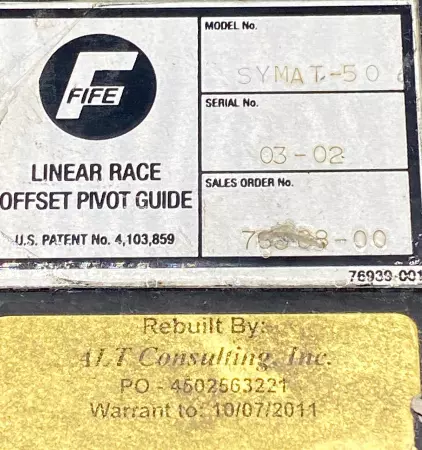 MODEL No.
SYMAT-50
FIFE
SERIAL No.
03-02
LINEAR RACE
OFFSET PIVOT GUIDE
SALES ORDER No.
U.S. PATENT No. 4,103,859
76939-001
Rebuilt By:
ALT Consulting, Inc.
PO - 4502563221
Warrant to: 10/07/2011